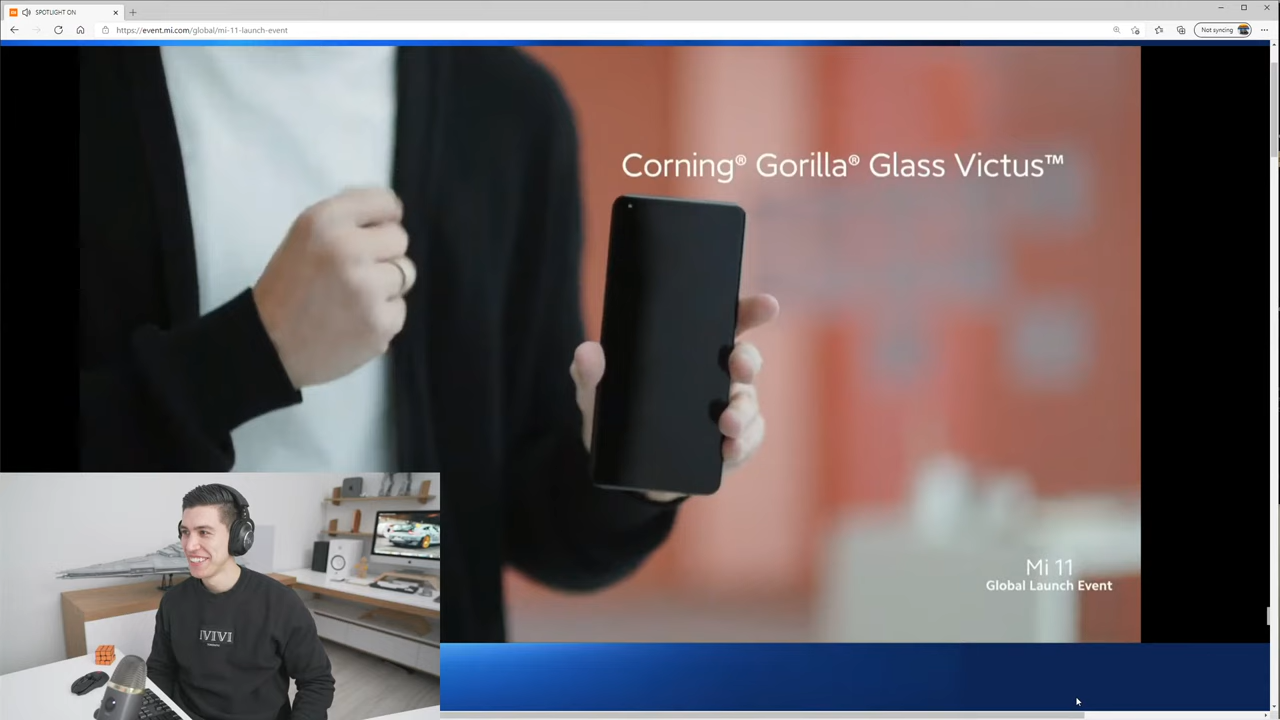 SPOTLIGHT ON
https://event.mi.com/global/mi-11-launch-event
Not syncing
Corning® Gorilla® Glass Victus™
Mi 11
Global Launch Event
IVIVI